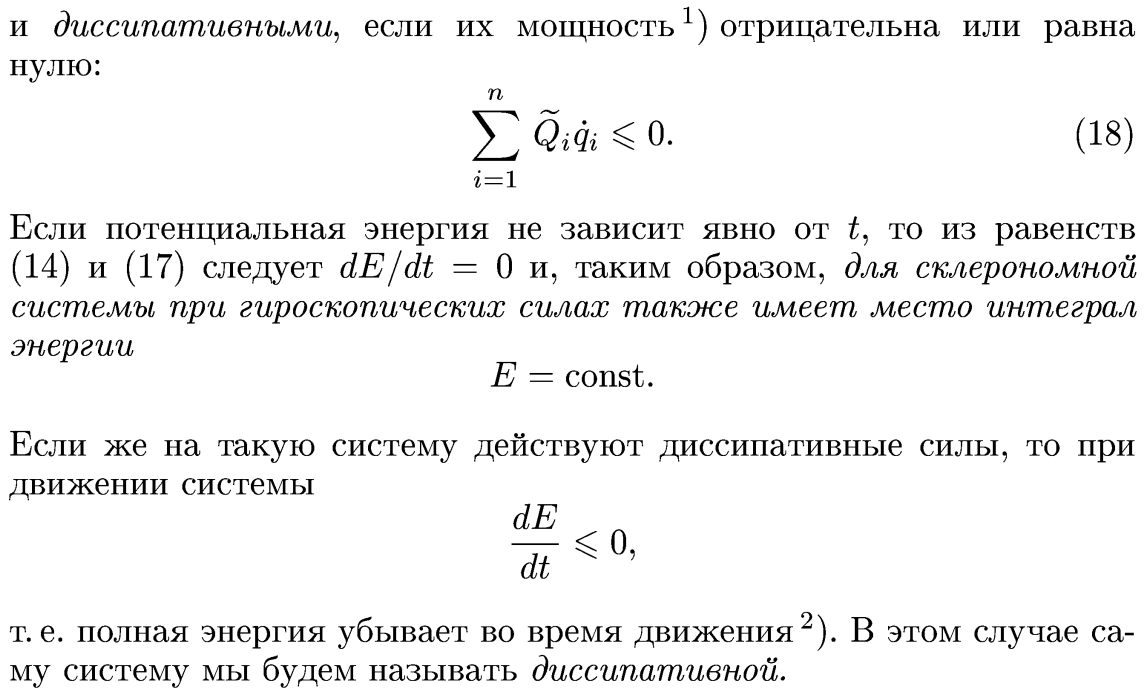 и диссипативными, если их мощность ¹) отрицательна или равна
нулю:
$$\sum_{i=1}^{n} \widetilde{Q}_i \dot{q}_i \leqslant 0. \quad (18)$$
Если потенциальная энергия не зависит явно от t, то из равенств
(14) и (17) следует dE/dt = 0 и, таким образом, для склерономной
системы при гироскопических силах также имеет место интеграл
энергии
E = const.
Если же на такую систему действуют диссипативные силы, то при
движении системы
$$\frac{dE}{dt} \leqslant 0,$$
т. е. полная энергия убывает во время движения ²). В этом случае са-
му систему мы будем называть диссипативной.